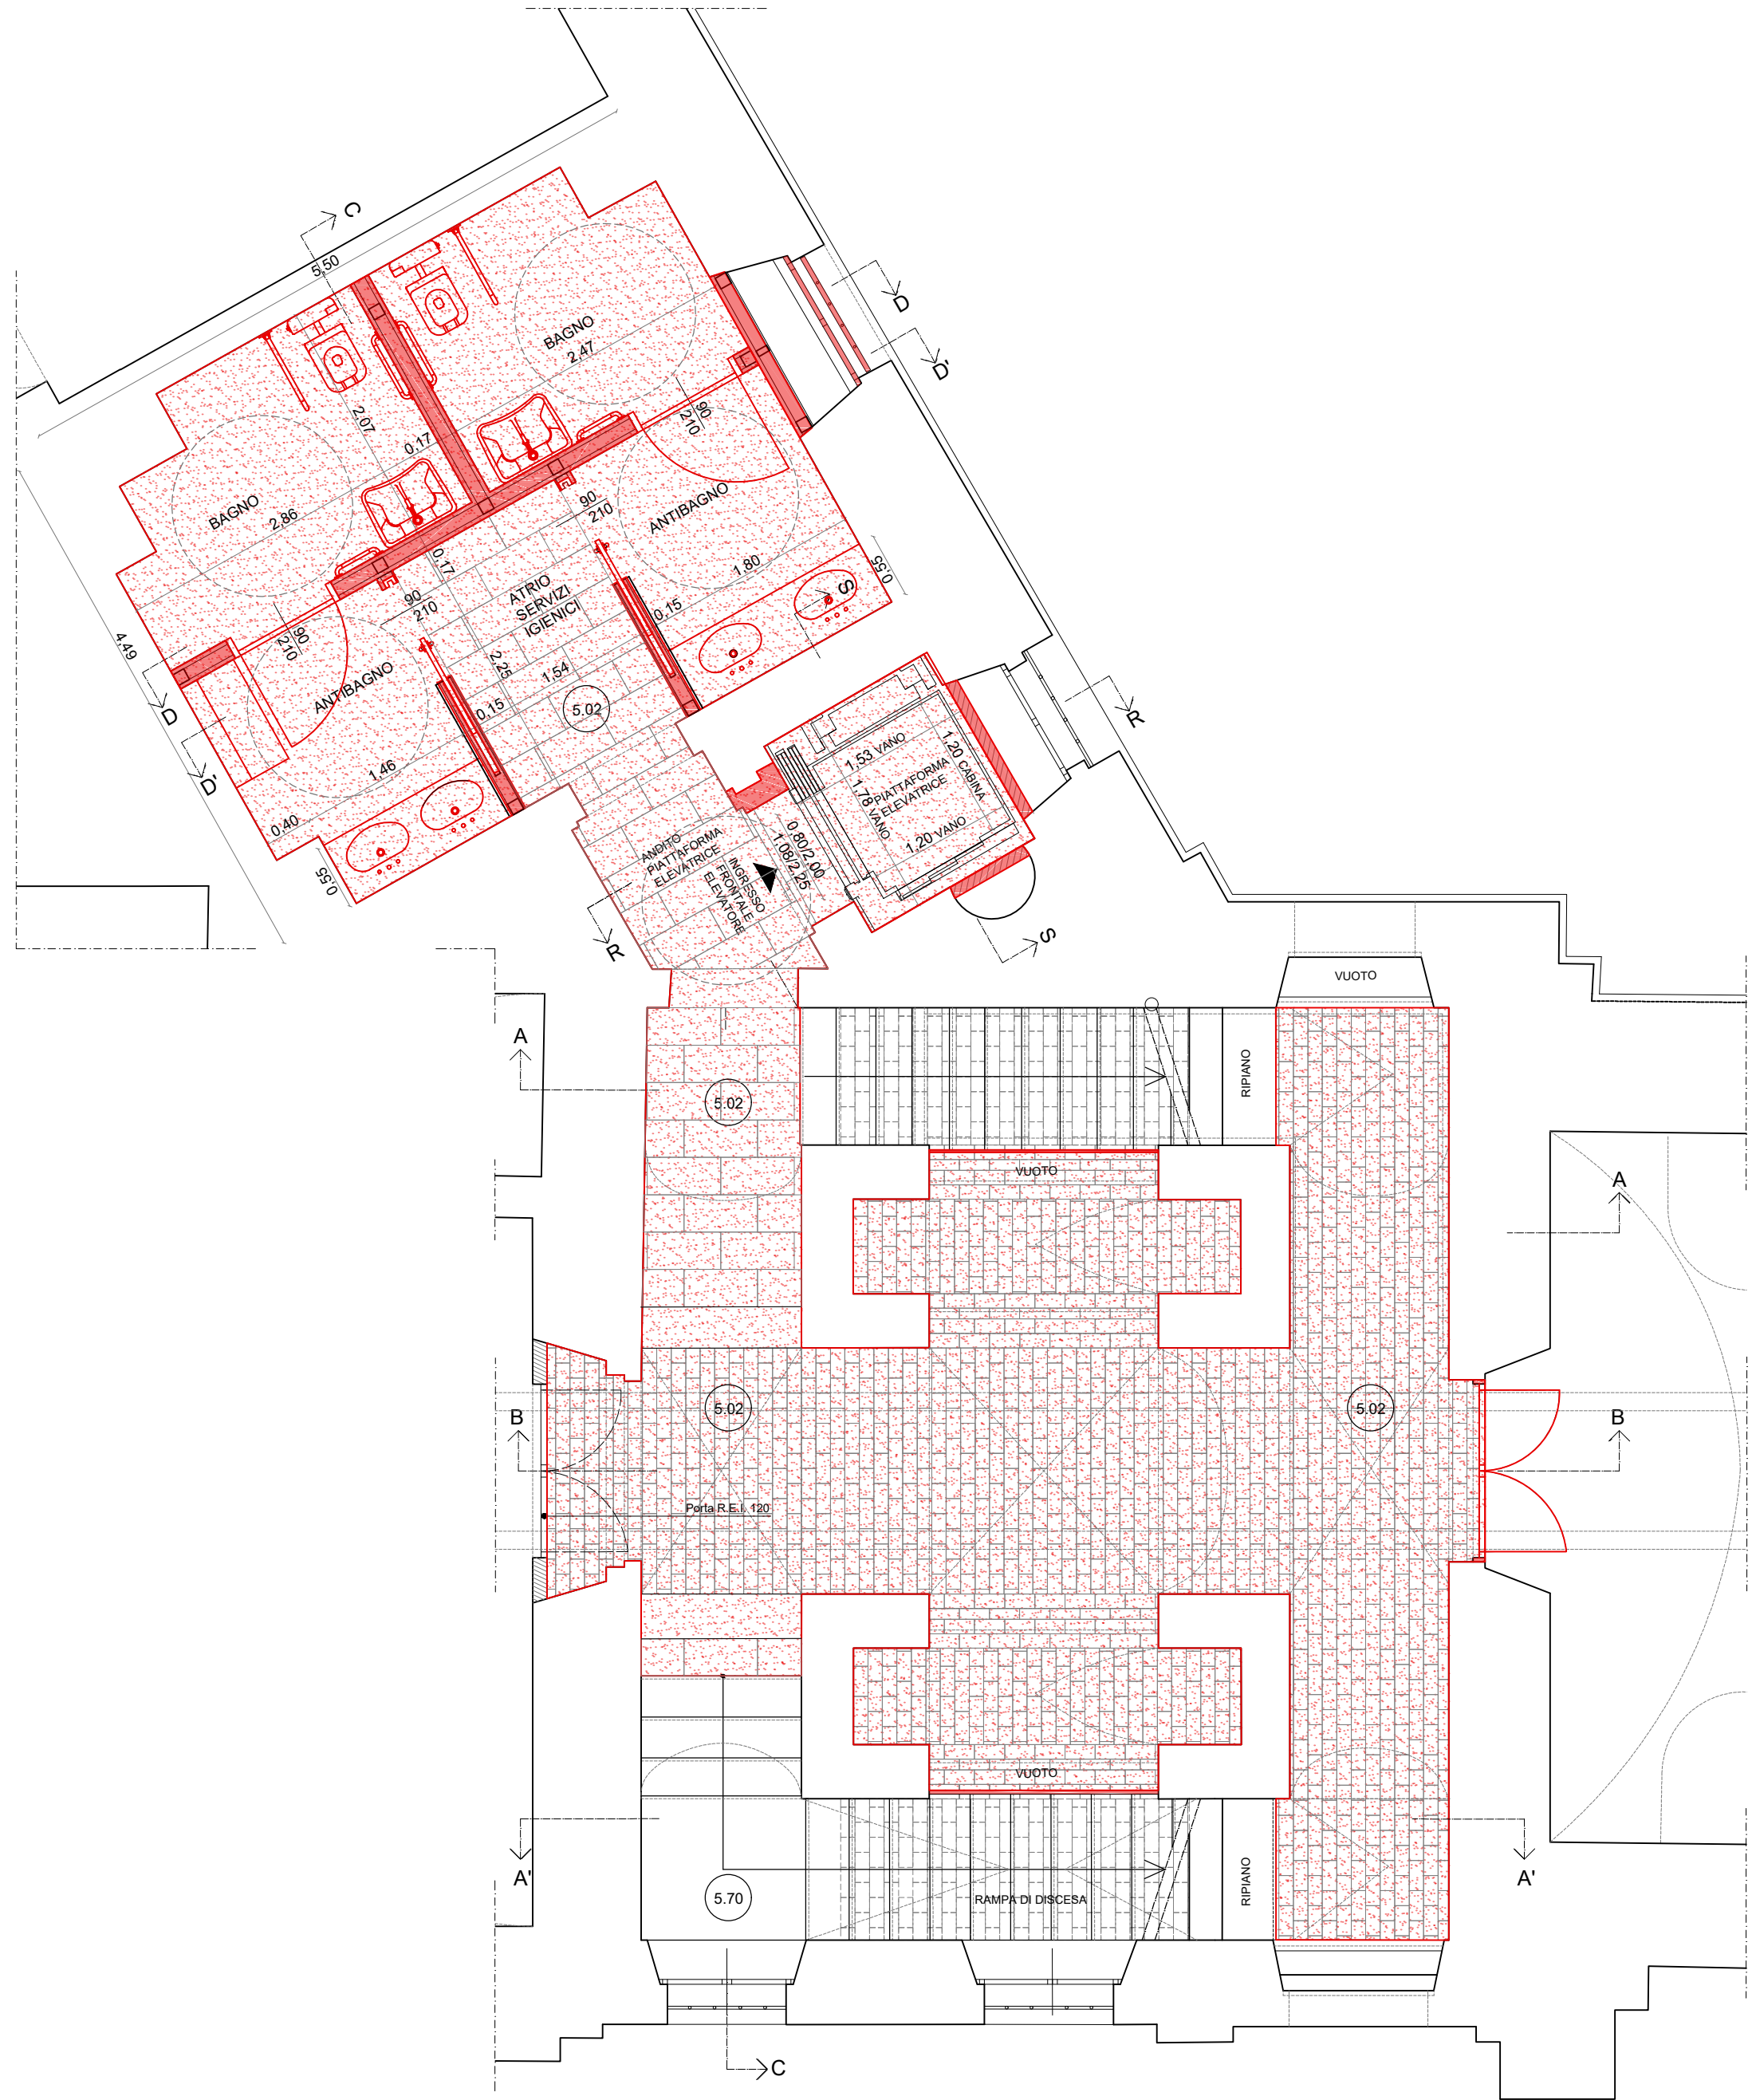 C
5,50
D
D'
BAGNO
2.47
90
210
2.07
0,17
BAGNO
2,86
90
210
ANTIBAGNO
0,17
ATRIO
SERVIZI
IGIENICI
1,80
0.55
S
90
210
0.15
90
210
4,49
ANTIBAGNO
2,25
1,54
0.15
5.02
D
D'
1.46
0.40
0.55
R
1,53 VANO
1,20 CABINA
PIATTAFORMA
ELEVATRICE
1,78 VANO
1,20 VANO
0,80/2,00
1,08/2,25
ANDITO
PIATTAFORMA
ELEVATRICE
INGRESSO
FRONTALE
ELEVATORE
R
S
VUOTO
A
RIPIANO
5.02
VUOTO
A
B
5.02
5.02
B
Porta R.E.I. 120
VUOTO
A'
A'
5.70
RAMPA DI DISCESA
RIPIANO
C